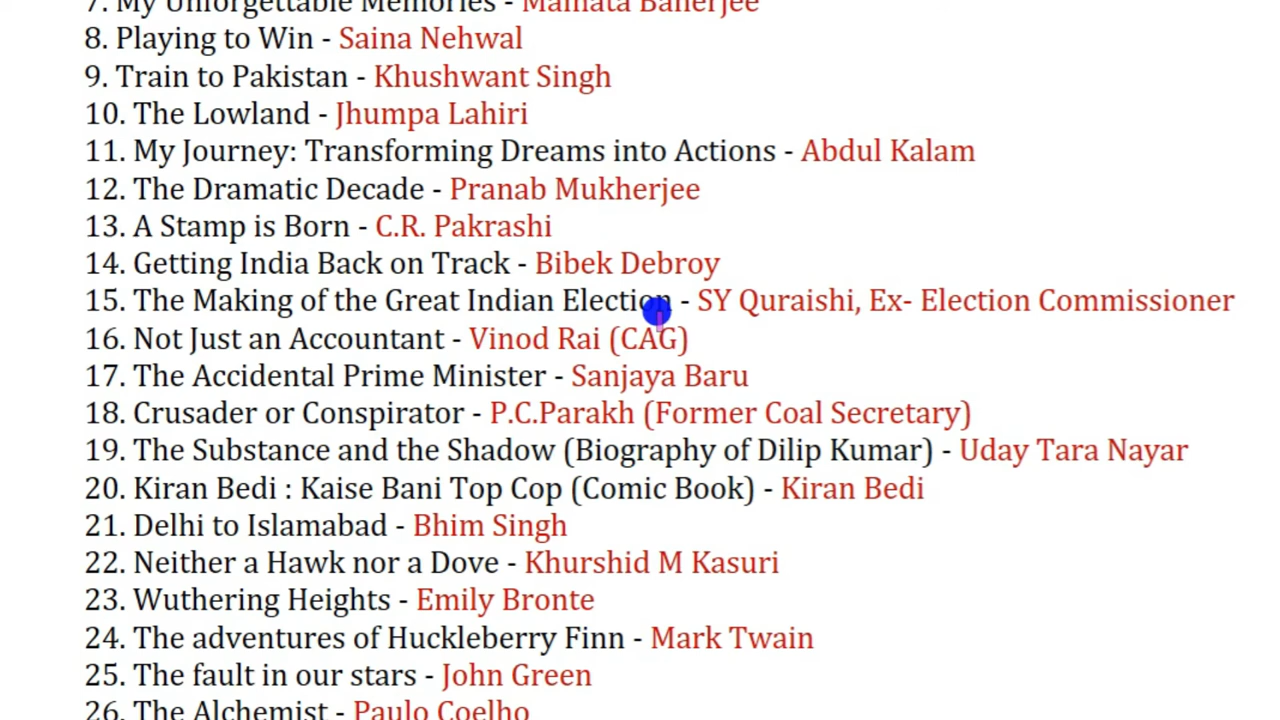 7. My Unforgettable Memories - Mamata Banerjee
8. Playing to Win - Saina Nehwal
9. Train to Pakistan - Khushwant Singh
10. The Lowland - Jhumpa Lahiri
11. My Journey: Transforming Dreams into Actions - Abdul Kalam
12. The Dramatic Decade - Pranab Mukherjee
13. A Stamp is Born - C.R. Pakrashi
14. Getting India Back on Track - Bibek Debroy
15. The Making of the Great Indian Election - SY Quraishi, Ex- Election Commissioner
16. Not Just an Accountant - Vinod Rai (CAG)
17. The Accidental Prime Minister - Sanjaya Baru
18. Crusader or Conspirator - P.C.Parakh (Former Coal Secretary)
19. The Substance and the Shadow (Biography of Dilip Kumar) - Uday Tara Nayar
20. Kiran Bedi : Kaise Bani Top Cop (Comic Book) - Kiran Bedi
21. Delhi to Islamabad - Bhim Singh
22. Neither a Hawk nor a Dove - Khurshid M Kasuri
23. Wuthering Heights - Emily Bronte
24. The adventures of Huckleberry Finn - Mark Twain
25. The fault in our stars - John Green
26. The Alchemist - Paulo Coelho